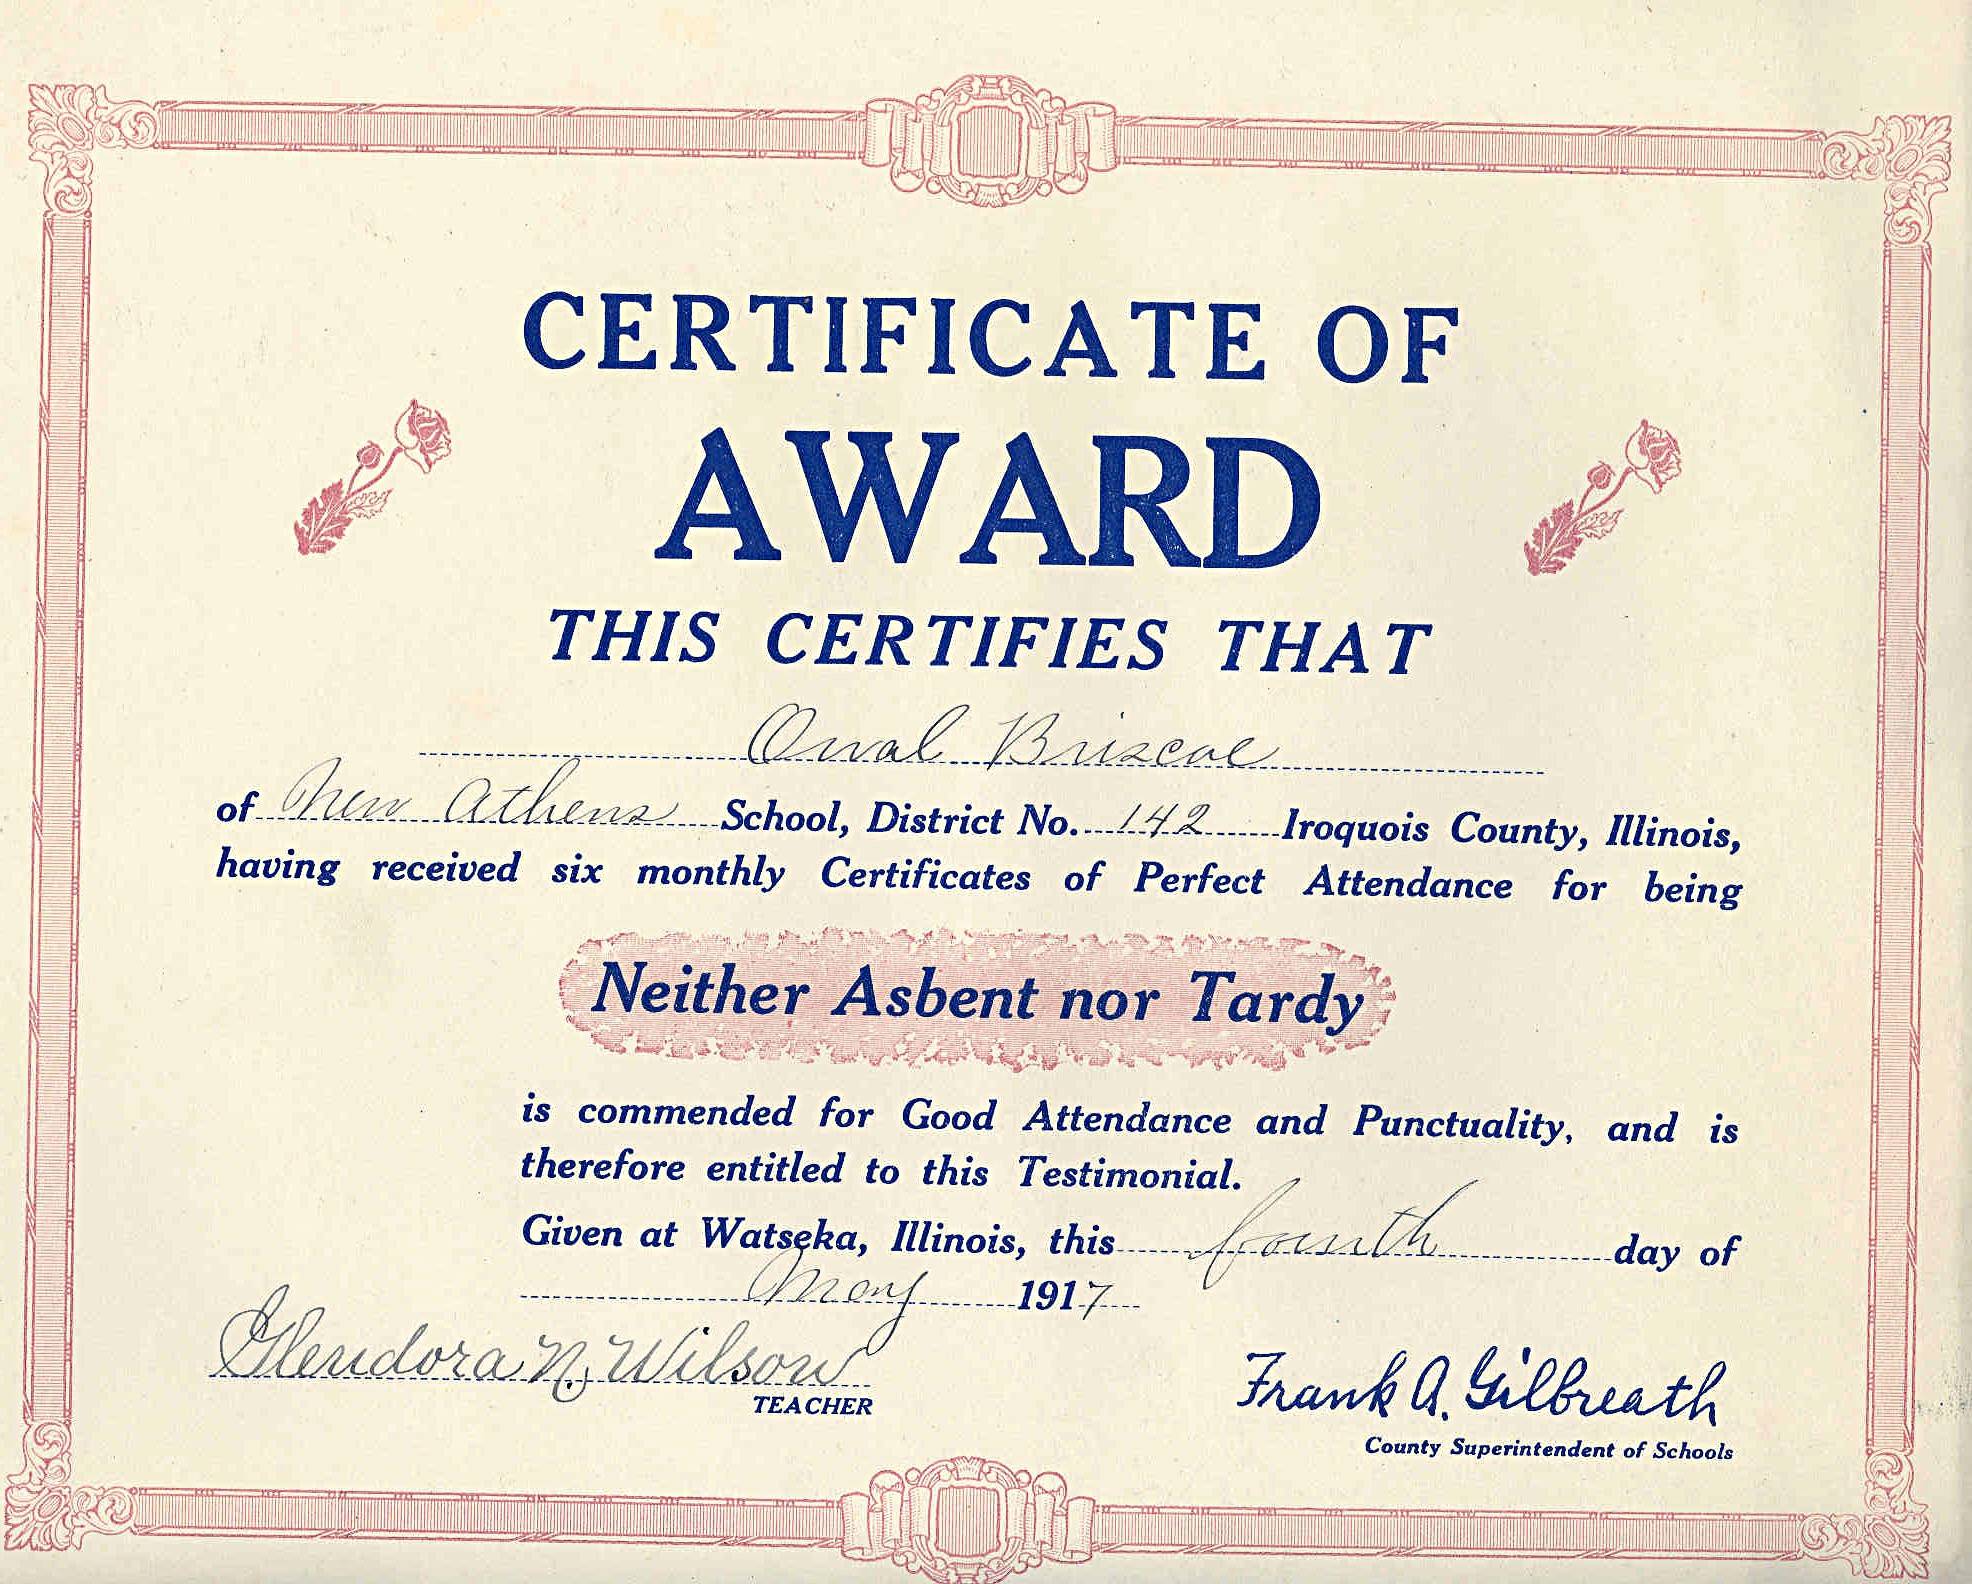 CERTIFICATE OF
AWARD
THIS CERTIFIES THAT
Orval Briscoe
of New Athens School, District No. 142 Iroquois County, Illinois,
having received six monthly Certificates of Perfect Attendance for being
Neither Asbent nor Tardy
is commended for Good Attendance and Punctuality, and is
therefore entitled to this Testimonial.
Given at Watseka, Illinois, this fourth day of
May 1917
Glendora N. Wilson
TEACHER
Frank A. Gilbreath
County Superintendent of Schools